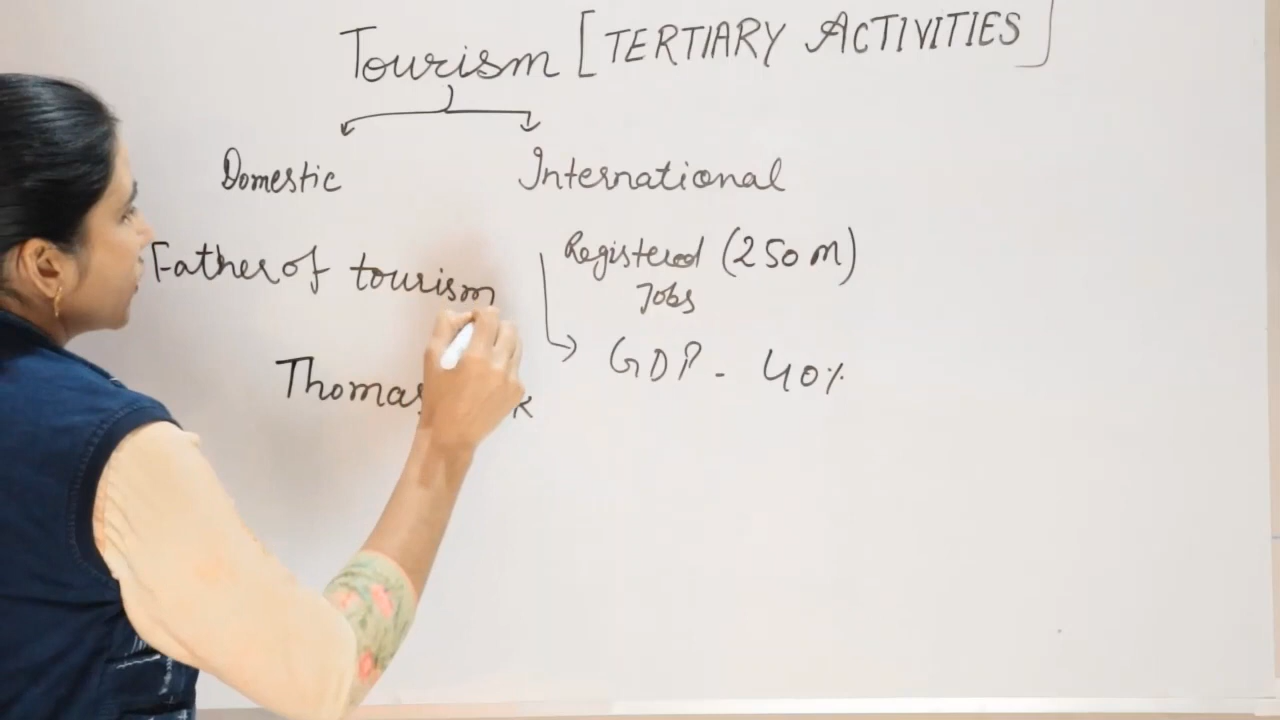 Tourism [TERTIARY ACTIVITIES]
Domestic International
Father of tourism
Registered (250 m)
Jobs
GDP - 40%
Thomas